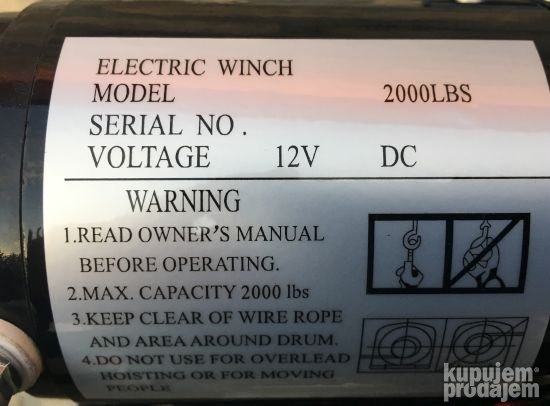 ELECTRIC WINCH
MODEL 2000LBS
SERIAL NO.
VOLTAGE 12V DC
WARNING
1.READ OWNER'S MANUAL
BEFORE OPERATING.
2.MAX. CAPACITY 2000 lbs
3.KEEP CLEAR OF WIRE ROPE
AND AREA AROUND DRUM.
4.DO NOT USE FOR OVERLEAD
HOISTING OR FOR MOVING
PEOPLE
kupujem
prodajem